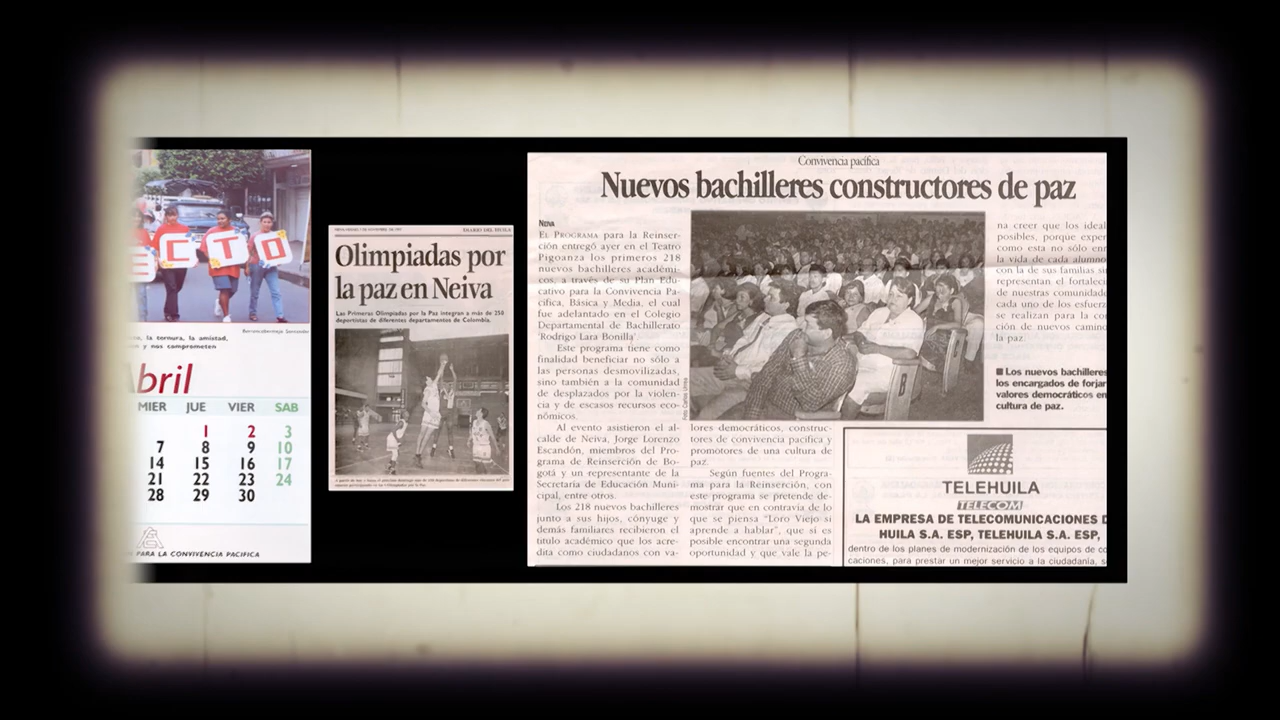 CTO
Barrancabermeja. Santander
la ternura, la amistad,
y nos comprometen
bril
MIER JUE VIER SAB
1 2 3
7 8 9 10
14 15 16 17
21 22 23 24
28 29 30
PARA LA CONVIVENCIA PACIFICA
DIARIO DEL HUILA
Olimpiadas por
la paz en Neiva
Las Primeras Olimpiadas por la Paz integran a más de 250
deportistas de diferentes departamentos de Colombia.
Convivencia pacífica
Nuevos bachilleres constructores de paz
NEIVA
EL PROGRAMA para la Reinser-
ción entregó ayer en el Teatro
Pigoanza los primeros 218
nuevos bachilleres académi-
cos, a través de su Plan Edu-
cativo para la Convivencia Pa-
cífica, Básica y Media, el cual
fue adelantado en el Colegio
Departamental de Bachillerato
'Rodrigo Lara Bonilla'
Este programa tiene como
finalidad beneficiar no sólo a
las personas desmovilizadas,
sino también a la comunidad
de desplazados por la violen-
cia y de escasos recursos eco-
nómicos.
Al evento asistieron el al-
calde de Neiva, Jorge Lorenzo
Escandón, miembros del Pro-
grama de Reinserción de Bo-
gotá y un representante de la
Secretaría de Educación Muni-
cipal, entre otros.
Los 218 nuevos bachilleres
junto a sus hijos, cónyuge y
demás familiares recibieron el
título académico que los acre-
dita como ciudadanos con va-
lores democráticos, construc-
tores de convivencia pacífica y
promotores de una cultura de
paz.
Según fuentes del Progra-
ma para la Reinserción, con
este programa se pretende de-
mostrar que en contravía de lo
que se piensa "Loro Viejo si
aprende a hablar", que sí es
posible encontrar una segunda
oportunidad y que vale la pe-
na creer que los ideal
posibles, porque exper
como esta no sólo enr
la vida de cada alumno
con la de sus familias si
representan el fortaleci
de nuestras comunidade
cada uno de los esfuerz
se realizan para la con
ción de nuevos camino
la paz.
■ Los nuevos bachilleres
los encargados de forjar
valores democráticos en
cultura de paz.
B
TELEHUILA
TELECOM
LA EMPRESA DE TELECOMUNICACIONES D
HUILA S.A. ESP, TELEHUILA S.A. ESP,
dentro de los planes de modernización de los equipos de co
caciones, para prestar un mejor servicio a la ciudadanía, s